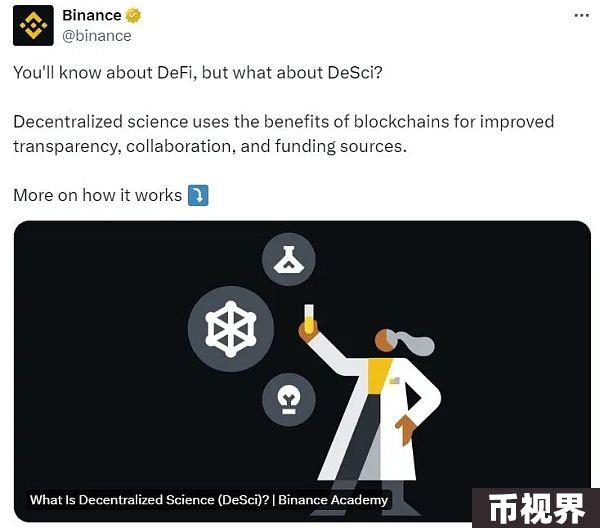 Binance
@binance
You'll know about DeFi, but what about DeSci?
Decentralized science uses the benefits of blockchains for improved
transparency, collaboration, and funding sources.
More on how it works
What Is Decentralized Science (DeSci)? | Binance Academy
币视界